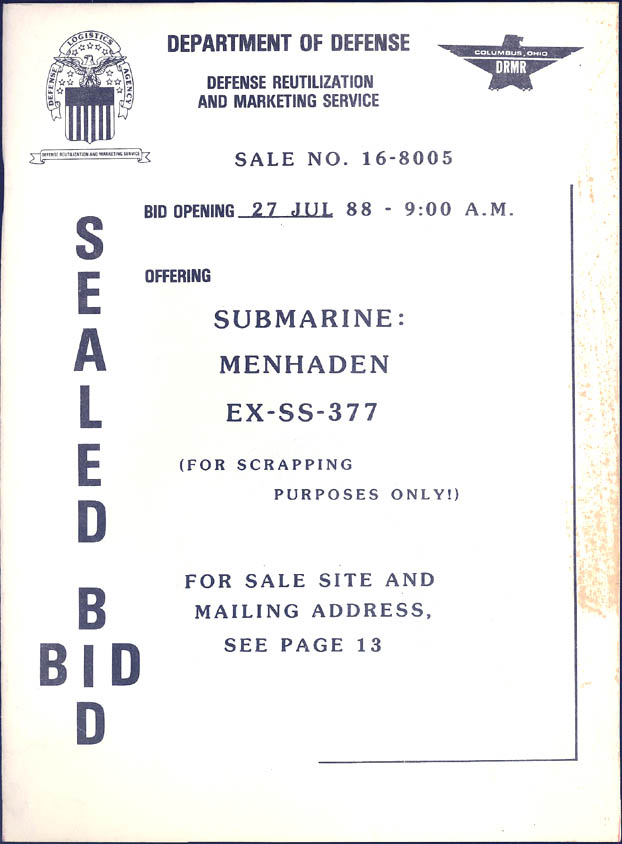 DEFENSE LOGISTICS AGENCY
DEFENSE REUTILIZATION AND MARKETING SERVICE
DEPARTMENT OF DEFENSE
DEFENSE REUTILIZATION
AND MARKETING SERVICE
COLUMBUS, OHIO
DRMR
SALE NO. 16-8005
BID OPENING 27 JUL 88 - 9:00 A.M.
OFFERING
SUBMARINE:
MENHADEN
EX-SS-377
(FOR SCRAPPING
PURPOSES ONLY!)
FOR SALE SITE AND
MAILING ADDRESS,
SEE PAGE 13
SEALED BID
BID